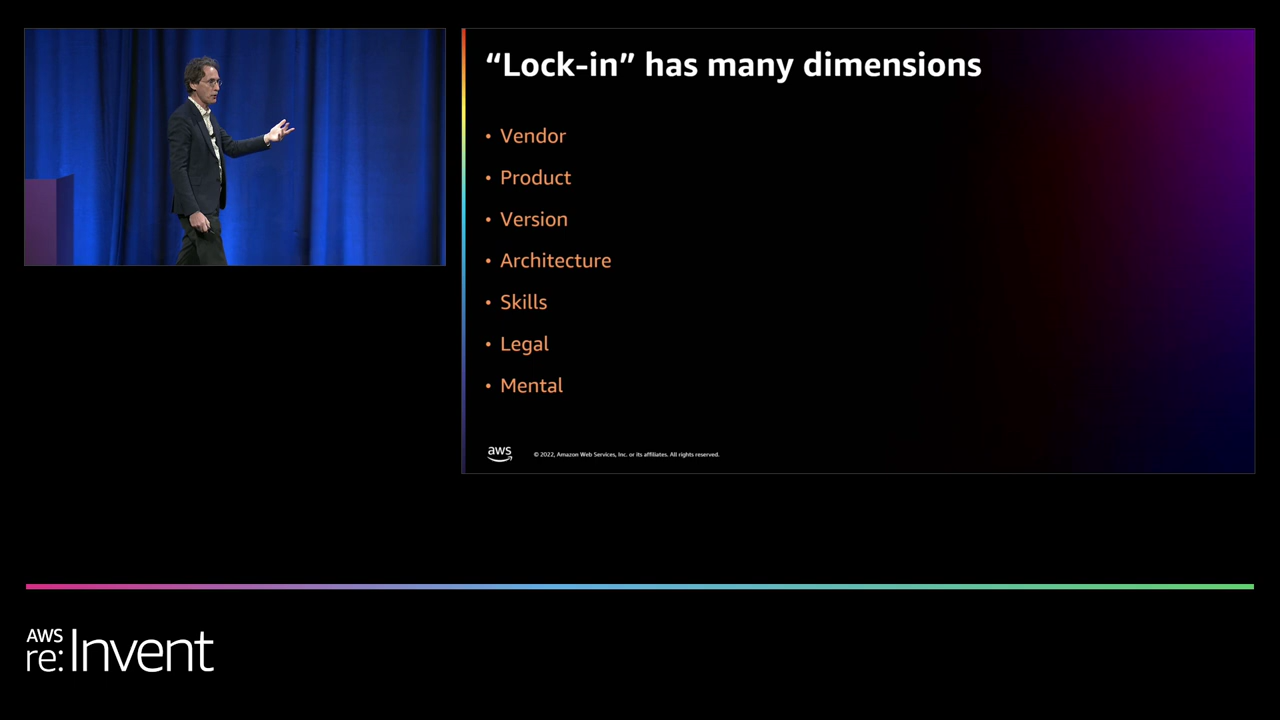 “Lock-in” has many dimensions
• Vendor
• Product
• Version
• Architecture
• Skills
• Legal
• Mental
aws
© 2022, Amazon Web Services, Inc. or its affiliates. All rights reserved.
AWS
re:Invent